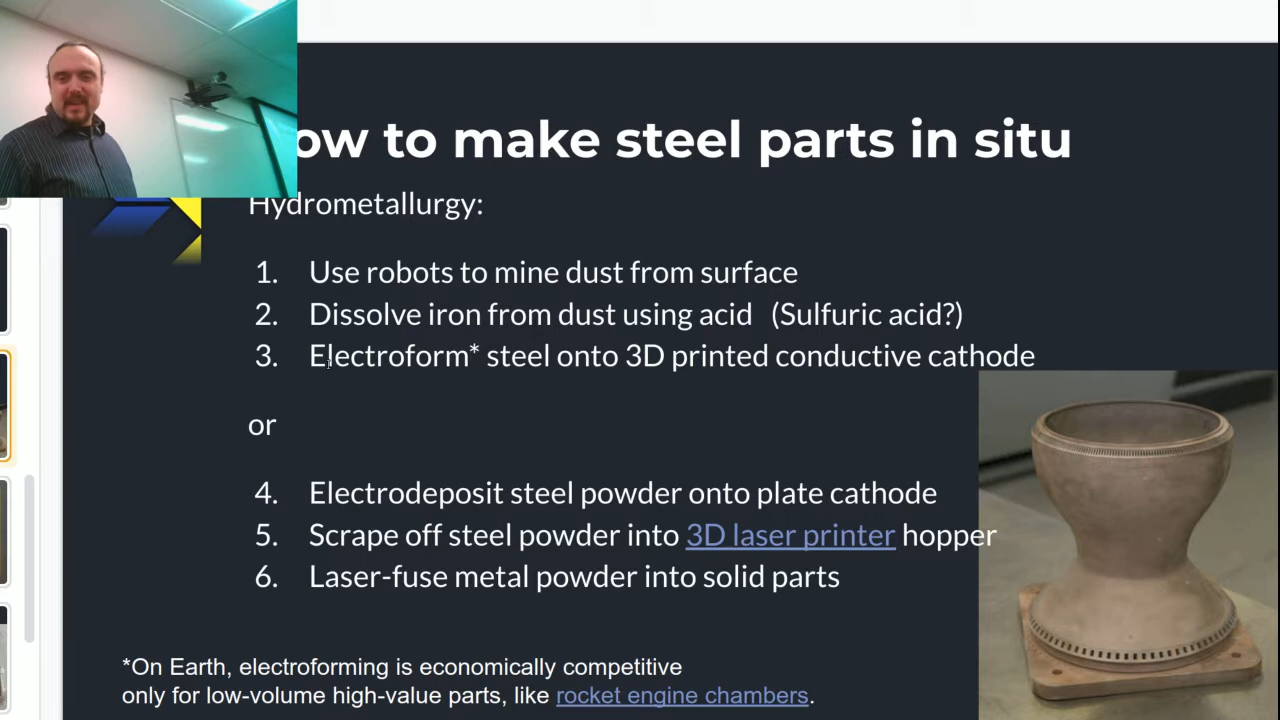 ow to make steel parts in situ
Hydrometallurgy:
1. Use robots to mine dust from surface
2. Dissolve iron from dust using acid (Sulfuric acid?)
3. Electroform* steel onto 3D printed conductive cathode
or
4. Electrodeposit steel powder onto plate cathode
5. Scrape off steel powder into 3D laser printer hopper
6. Laser-fuse metal powder into solid parts
*On Earth, electroforming is economically competitive
only for low-volume high-value parts, like rocket engine chambers.